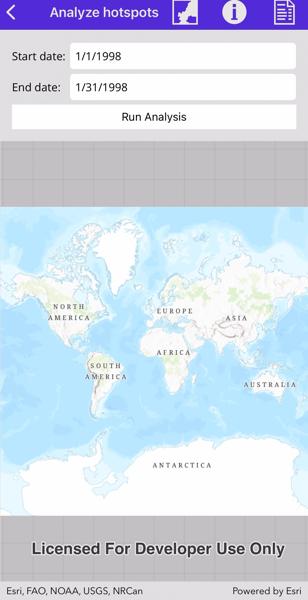 Analyze hotspots
Start date: 1/1/1998
End date: 1/31/1998
Run Analysis
NORTH
AMERICA
EUROPE
ASIA
AFRICA
SOUTH
AMERICA
AUSTRALIA
ANTARCTICA
Licensed For Developer Use Only
Esri, FAO, NOAA, USGS, NRCan Powered by Esri